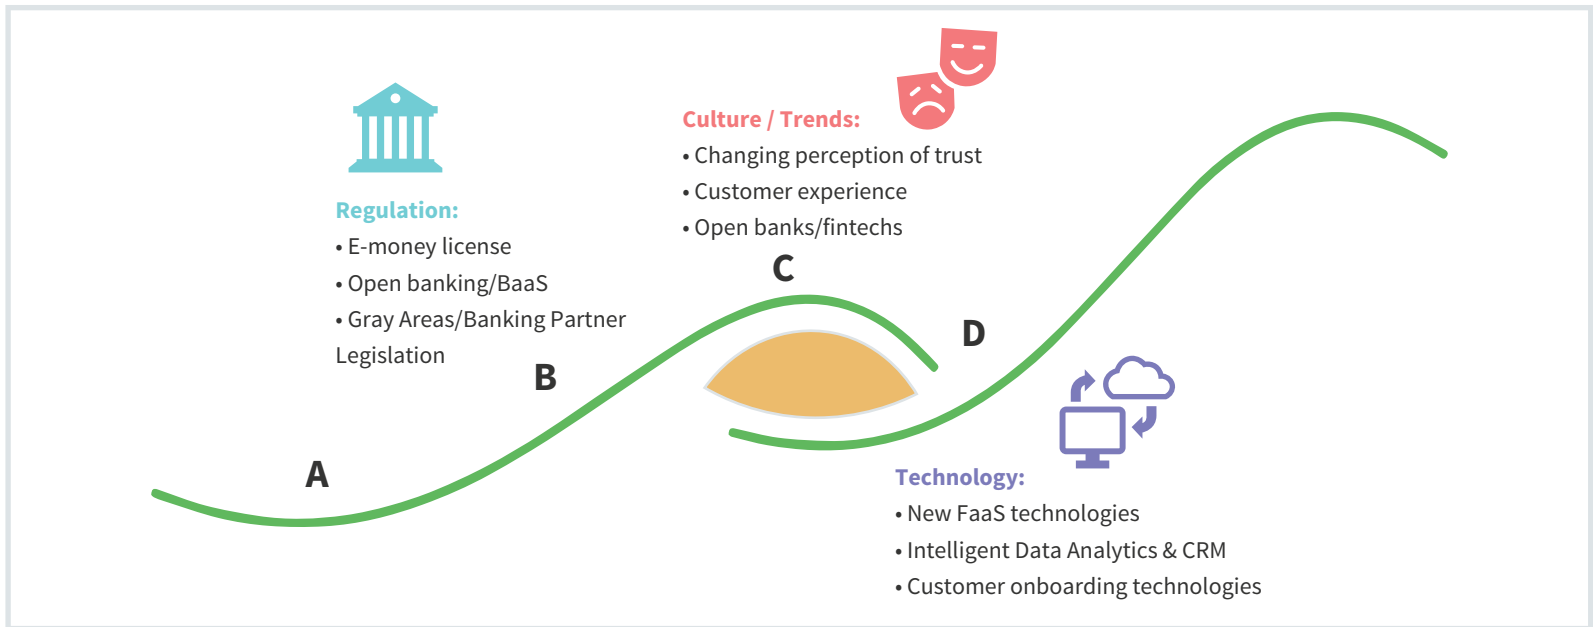 Regulation:
• E-money license
• Open banking/BaaS
• Gray Areas/Banking Partner
Legislation
Culture / Trends:
• Changing perception of trust
• Customer experience
• Open banks/fintechs
A
B
C
D
Technology:
• New FaaS technologies
• Intelligent Data Analytics & CRM
• Customer onboarding technologies